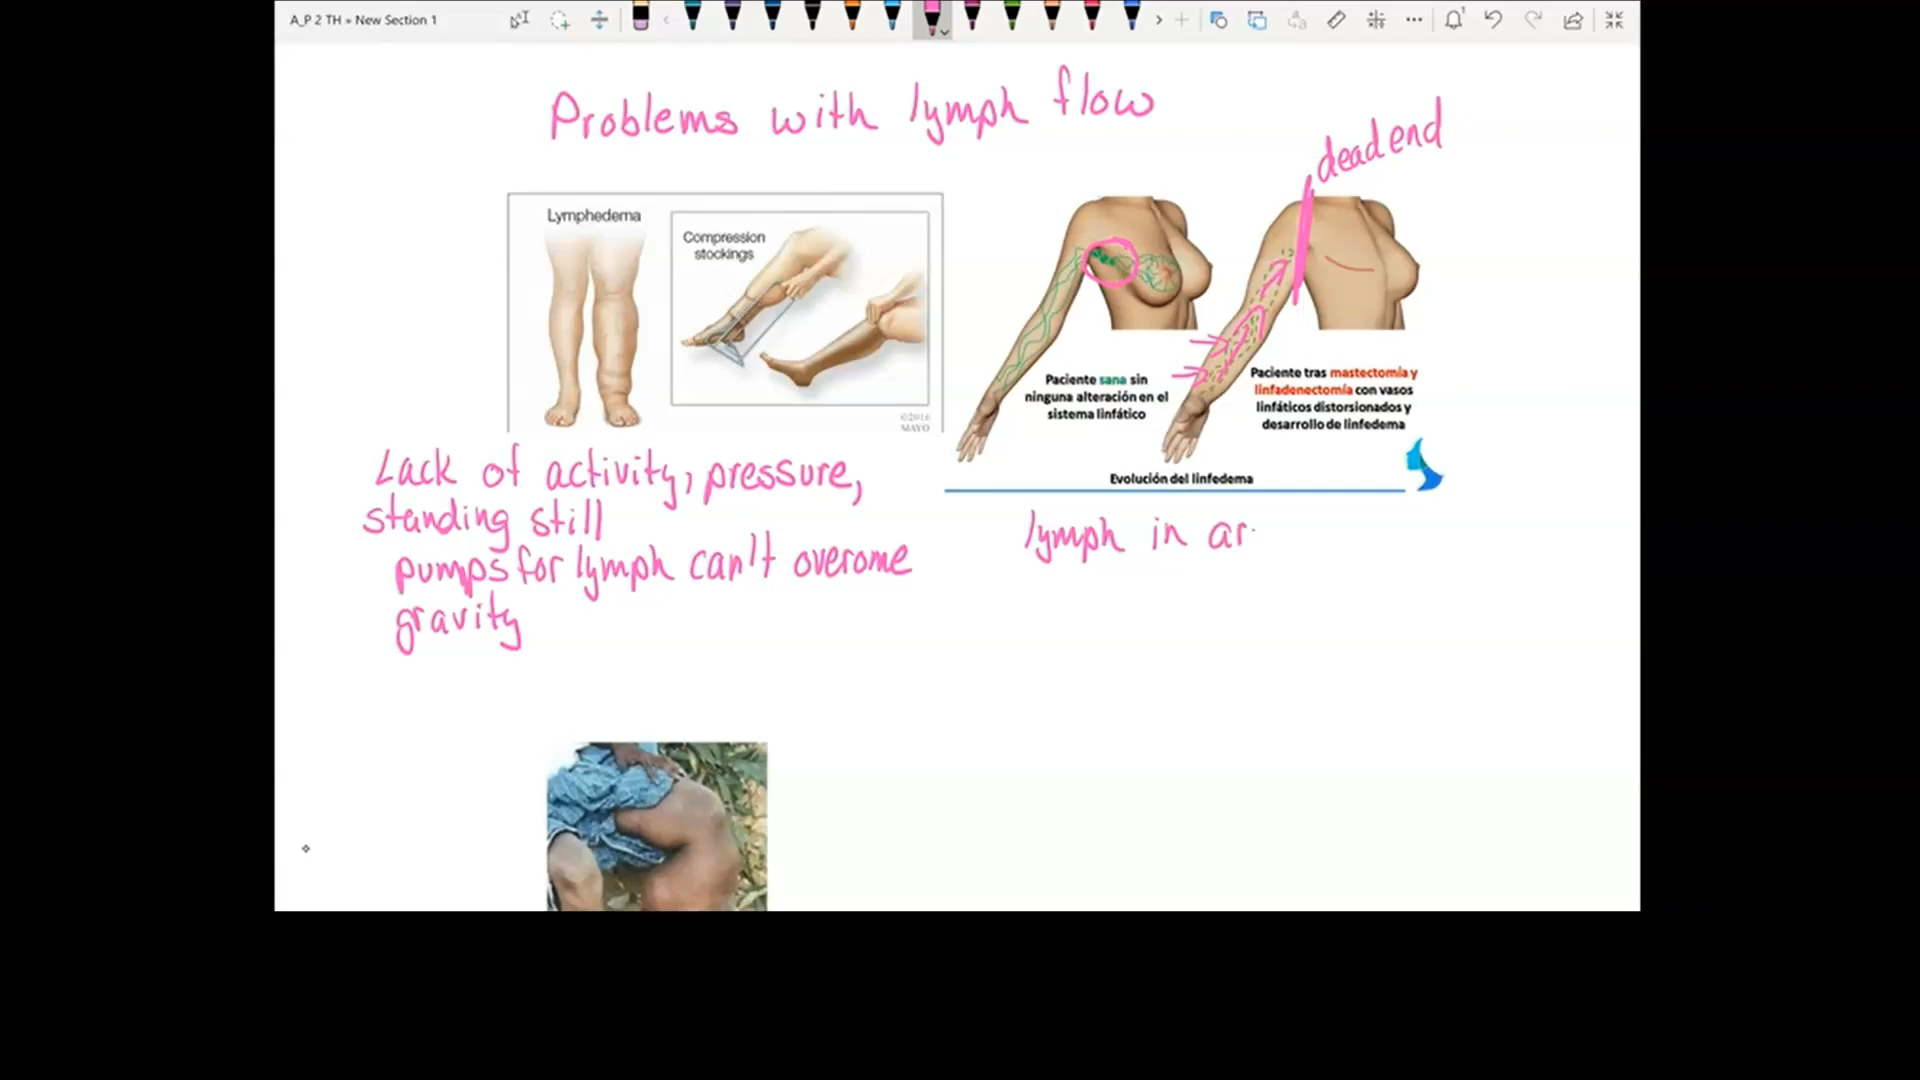 A_P 2 TH » New Section 1
Problems with lymph flow
dead end
Lymphedema
Compression
stockings
©2016
MAYO
Paciente sana sin
ninguna alteración en el
sistema linfático
Paciente tras mastectomía y
linfadenectomía con vasos
linfáticos distorsionados y
desarrollo de linfedema
Evolución del linfedema
Lack of activity, pressure,
standing still
pumps for lymph can't overome
gravity
lymph in ar